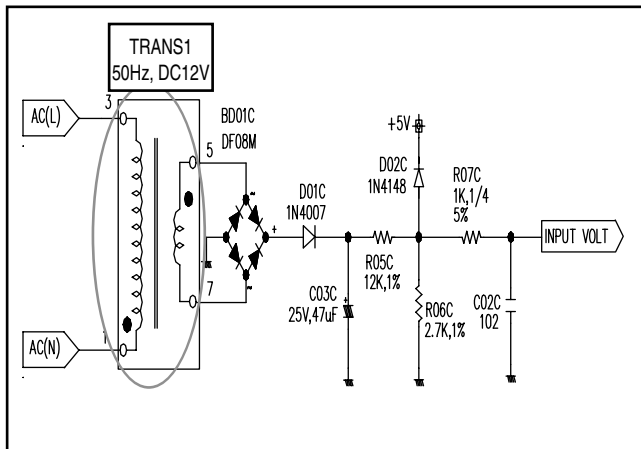 TRANS1
50Hz, DC12V
3
AC(L)
BD01C
DF08M
5
+5V
D02C
1N4148
R07C
1K,1/4
5%
D01C
1N4007
~
+
INPUT VOLT
R05C
12K,1%
7
~
C03C
25V,47uF
+
R06C
2.7K,1%
C02C
102
1
AC(N)